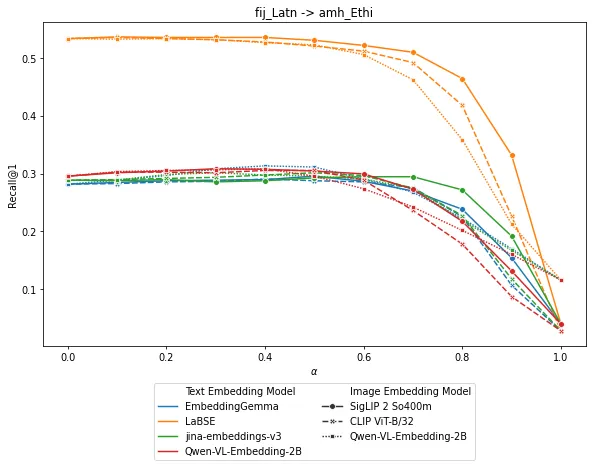 fij_Latn -> amh_Ethi
Recall@1
0.5
0.4
0.3
0.2
0.1
0.0 0.2 0.4 0.6 0.8 1.0
α
Text Embedding Model Image Embedding Model
EmbeddingGemma SigLIP 2 So400m
LaBSE CLIP ViT-B/32
jina-embeddings-v3 Qwen-VL-Embedding-2B
Qwen-VL-Embedding-2B